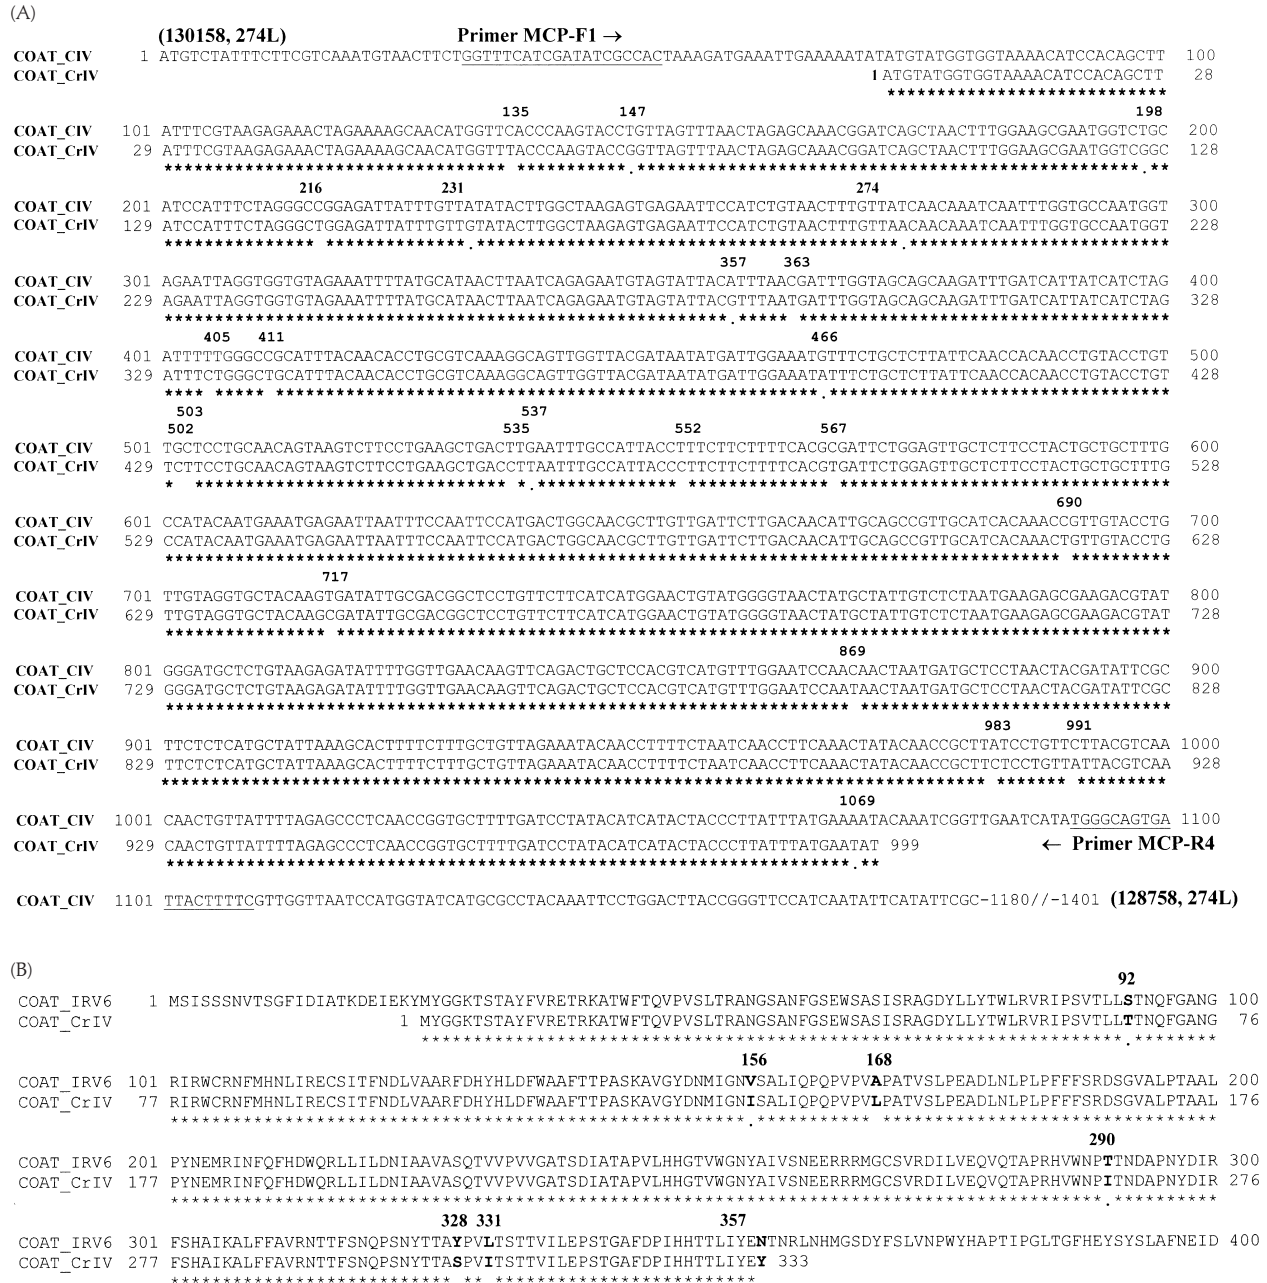 (A)
(130158, 274L) Primer MCP-F1 →
COAT_CIV 1 ATGTCTATTTCTTCGTCAAATGTAACTTCTGGTTTCATCGATATCGCCACTAAAGATGAAATTGAAAAATATATGTATGGTGGTAAAACATCCACAGCTT 100
COAT_CrIV 1 ATGTATGGTGGTAAAACATCCACAGCTT 28
135 147 198
COAT_CIV 101 ATTTCGTAAGAGAAACTAGAAAAGCAACATGGTTCACCCAAGTACCTGTTAGTTTAACTAGAGCAAACGGATCAGCTAACTTTGGAAGCGAATGGTCTGC 200
COAT_CrIV 29 ATTTCGTAAGAGAAACTAGAAAAGCAACATGGTTTACCCAAGTACCGGTTAGTTTAACTAGAGCAAACGGATCAGCTAACTTTGGAAGCGAATGGTCGGC 128
216 231 274
COAT_CIV 201 ATCCATTTCTAGGGCCGGAGATTATTTGTTATATACTTGGCTAAGAGTGAGAATTCCATCTGTAACTTTGTTATCAACAAATCAATTTGGTGCCAATGGT 300
COAT_CrIV 129 ATCCATTTCTAGGGCTGGAGATTATTTGTTGTATACTTGGCTAAGAGTGAGAATTCCATCTGTAACTTTGTTAACAACAAATCAATTTGGTGCCAATGGT 228
357 363
COAT_CIV 301 AGAATTAGGTGGTGTAGAAATTTTATGCATAACTTAATCAGAGAATGTAGTATTACATTTAACGATTTGGTAGCAGCAAGATTTGATCATTATCATCTAG 400
COAT_CrIV 229 AGAATTAGGTGGTGTAGAAATTTTATGCATAACTTAATCAGAGAATGTAGTATTACGTTTAATGATTTGGTAGCAGCAAGATTTGATCATTATCATCTAG 328
405 411 466
COAT_CIV 401 ATTTTTGGGCCGCATTTACAACACCTGCGTCAAAGGCAGTTGGTTACGATAATATGATTGGAAATGTTTCTGCTCTTATTCAACCACAACCTGTACCTGT 500
COAT_CrIV 329 ATTTCTGGGCTGCATTTACAACACCTGCGTCAAAGGCAGTTGGTTACGATAATATGATTGGAAATATTTCTGCTCTTATTCAACCACAACCTGTACCTGT 428
503 537
502 535 552 567
COAT_CIV 501 TGCTCCTGCAACAGTAAGTCTTCCTGAAGCTGACTTGAATTTGCCATTACCTTTCTTCTTTTCACGCGATTCTGGAGTTGCTCTTCCTACTGCTGCTTTG 600
COAT_CrIV 429 TCTTCCTGCAACAGTAAGTCTTCCTGAAGCTGACCTTAATTTGCCATTACCCTTCTTCTTTTCACGTGATTCTGGAGTTGCTCTTCCTACTGCTGCTTTG 528
690
COAT_CIV 601 CCATACAATGAAATGAGAATTAATTTCCAATTCCATGACTGGCAACGCTTGTTGATTCTTGACAACATTGCAGCCGTTGCATCACAAACCGTTGTACCTG 700
COAT_CrIV 529 CCATACAATGAAATGAGAATTAATTTCCAATTCCATGACTGGCAACGCTTGTTGATTCTTGACAACATTGCAGCCGTTGCATCACAAACTGTTGTACCTG 628
717
COAT_CIV 701 TTGTAGGTGCTACAAGTGATATTGCGACGGCTCCTGTTCTTCATCATGGAACTGTATGGGGTAACTATGCTATTGTCTCTAATGAAGAGCGAAGACGTAT 800
COAT_CrIV 629 TTGTAGGTGCTACAAGCGATATTGCGACGGCTCCTGTTCTTCATCATGGAACTGTATGGGGTAACTATGCTATTGTCTCTAATGAAGAGCGAAGACGTAT 728
869
COAT_CIV 801 GGGATGCTCTGTAAGAGATATTTTGGTTGAACAAGTTCAGACTGCTCCACGTCATGTTTGGAATCCAACAACTAATGATGCTCCTAACTACGATATTCGC 900
COAT_CrIV 729 GGGATGCTCTGTAAGAGATATTTTGGTTGAACAAGTTCAGACTGCTCCACGTCATGTTTGGAATCCAATAACTAATGATGCTCCTAACTACGATATTCGC 828
983 991
COAT_CIV 901 TTCTCTCATGCTATTAAAGCACTTTTCTTTGCTGTTAGAAATACAACCTTTTCTAATCAACCTTCAAACTATACAACCGCTTATCCTGTTCTTACGTCAA 1000
COAT_CrIV 829 TTCTCTCATGCTATTAAAGCACTTTTCTTTGCTGTTAGAAATACAACCTTTTCTAATCAACCTTCAAACTATACAACCGCTTCTCCTGTTATTACGTCAA 928
1069
COAT_CIV 1001 CAACTGTTATTTTAGAGCCCTCAACCGGTGCTTTTGATCCTATACATCATACTACCCTTATTTATGAAAATACAAATCGGTTGAATCATATGGGCAGTGA 1100
COAT_CrIV 929 CAACTGTTATTTTAGAGCCCTCAACCGGTGCTTTTGATCCTATACATCATACTACCCTTATTTATGAATAT 999 ← Primer MCP-R4
COAT_CIV 1101 TTACTTTTCGTTGGTTAATCCATGGTATCATGCGCCTACAAATTCCTGGACTTACCGGGTTCCATCAATATTCATATTCGC-1180//-1401 (128758, 274L)
(B)
92
COAT_IRV6 1 MSISSSNVTSGFIDIATKDEIEKYMYGGKTSTAYFVRETRKATWFTQVPVSLTRANGSANFGSEWSASISRAGDYLLYTWLRVRIPSVTLLSTNQFGANG 100
COAT_CrIV 1 MYGGKTSTAYFVRETRKATWFTQVPVSLTRANGSANFGSEWSASISRAGDYLLYTWLRVRIPSVTLLTTNQFGANG 76
156 168
COAT_IRV6 101 RIRWCRNFMHNLIRECSITFNDLVAARFDHYHLDFWAAFTTPASKAVGYDNMIGNVSALIQPQPVPVAPATVSLPEADLNLPLPFFFSRDSGVALPTAAL 200
COAT_CrIV 77 RIRWCRNFMHNLIRECSITFNDLVAARFDHYHLDFWAAFTTPASKAVGYDNMIGNISALIQPQPVPVLPATVSLPEADLNLPLPFFFSRDSGVALPTAAL 176
290
COAT_IRV6 201 PYNEMRINFQFHDWQRLLILDNIAAVASQTVVPVVGATSDIATAPVLHHGTVWGNYAIVSNEERRRMGCSVRDILVEQVQTAPRHVWNPTTNDAPNYDIR 300
COAT_CrIV 177 PYNEMRINFQFHDWQRLLILDNIAAVASQTVVPVVGATSDIATAPVLHHGTVWGNYAIVSNEERRRMGCSVRDILVEQVQTAPRHVWNPITNDAPNYDIR 276
328 331 357
COAT_IRV6 301 FSHAIKALFFAVRNTTFSNQPSNYTTAYPVLTSTTVILEPSTGAFDPIHHTTLIYENTNRLNHMGSDYFSLVNPWYHAPTIPGLTGFHEYSYSLAFNEID 400
COAT_CrIV 277 FSHAIKALFFAVRNTTFSNQPSNYTTASPVITSTTVILEPSTGAFDPIHHTTLIYEY 333